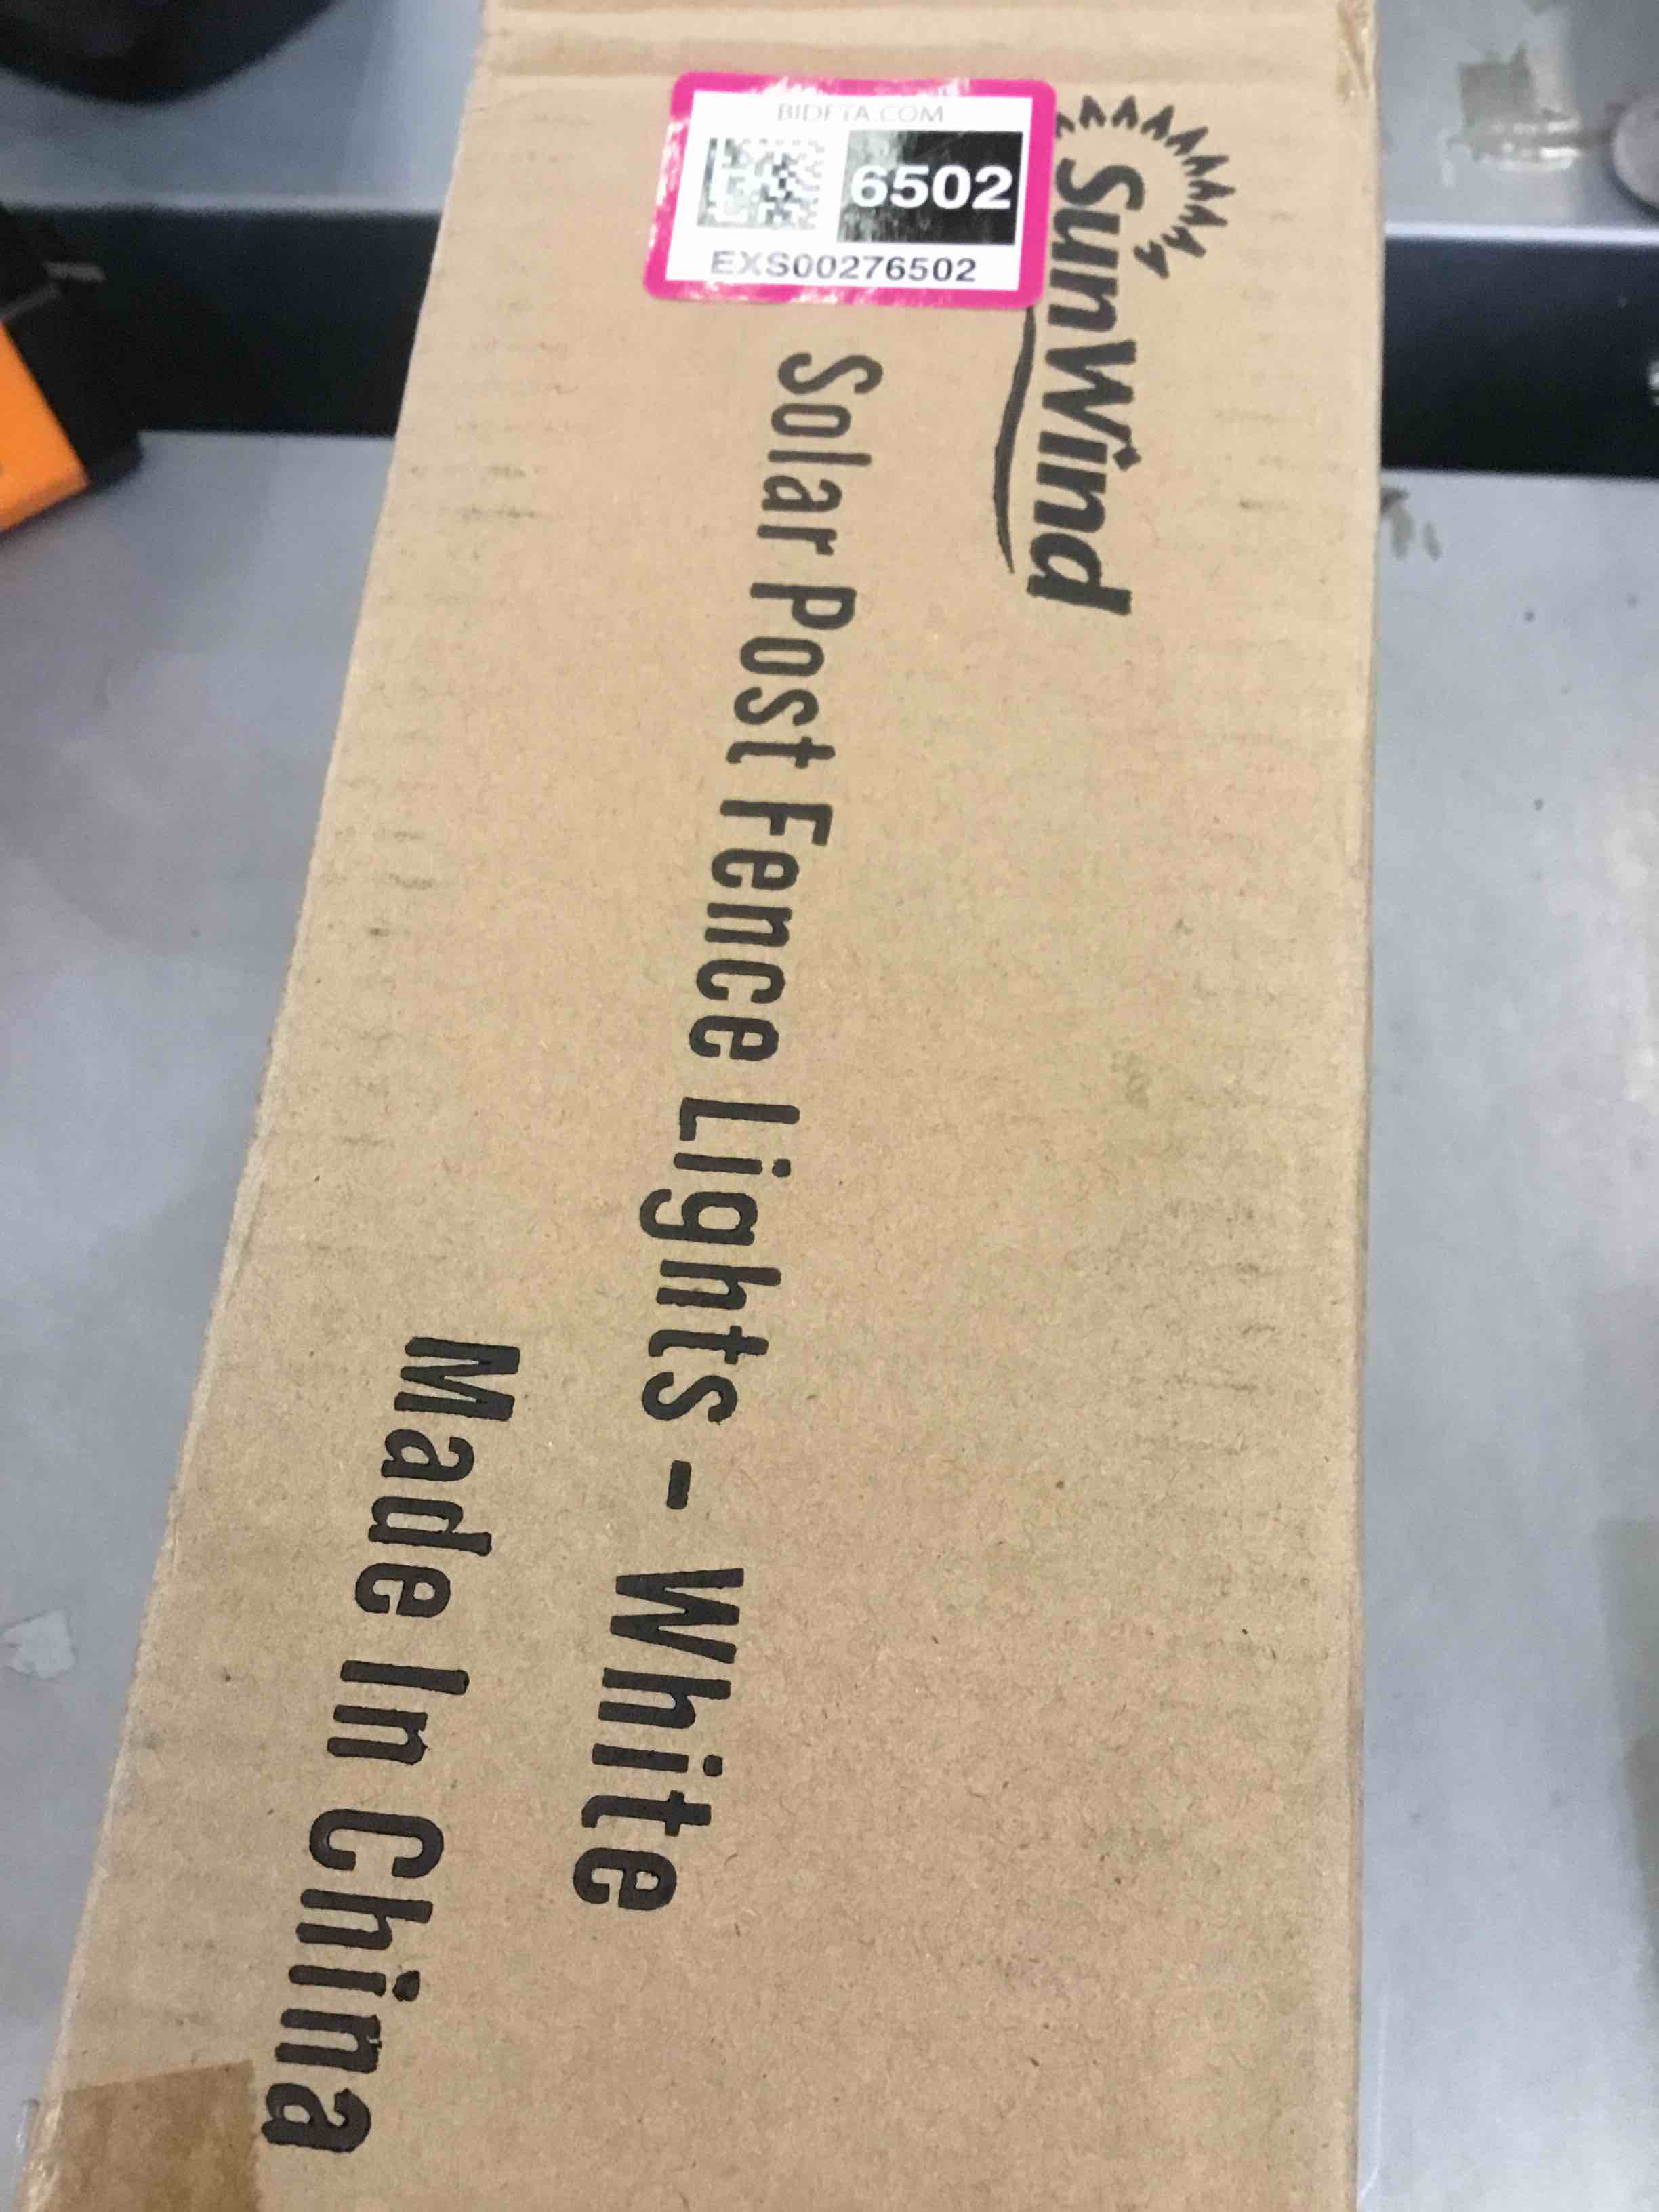 BIDFTA.COM
6502
EXS00276502
SunWind
Solar Post Fence Lights - White
Made In China